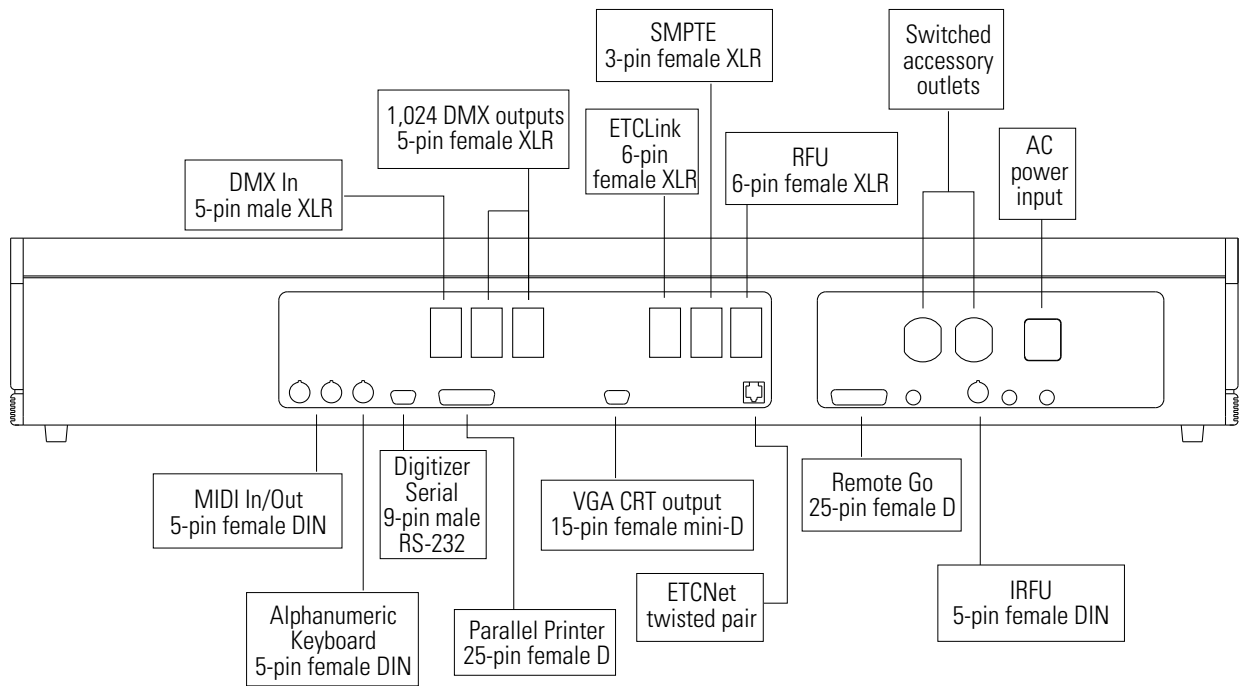 SMPTE
3-pin female XLR
Switched
accessory
outlets
1,024 DMX outputs
5-pin female XLR
ETCLink
6-pin
female XLR
RFU
6-pin female XLR
AC
power
input
DMX In
5-pin male XLR
MIDI In/Out
5-pin female DIN
Digitizer
Serial
9-pin male
RS-232
VGA CRT output
15-pin female mini-D
Remote Go
25-pin female D
Alphanumeric
Keyboard
5-pin female DIN
Parallel Printer
25-pin female D
ETCNet
twisted pair
IRFU
5-pin female DIN